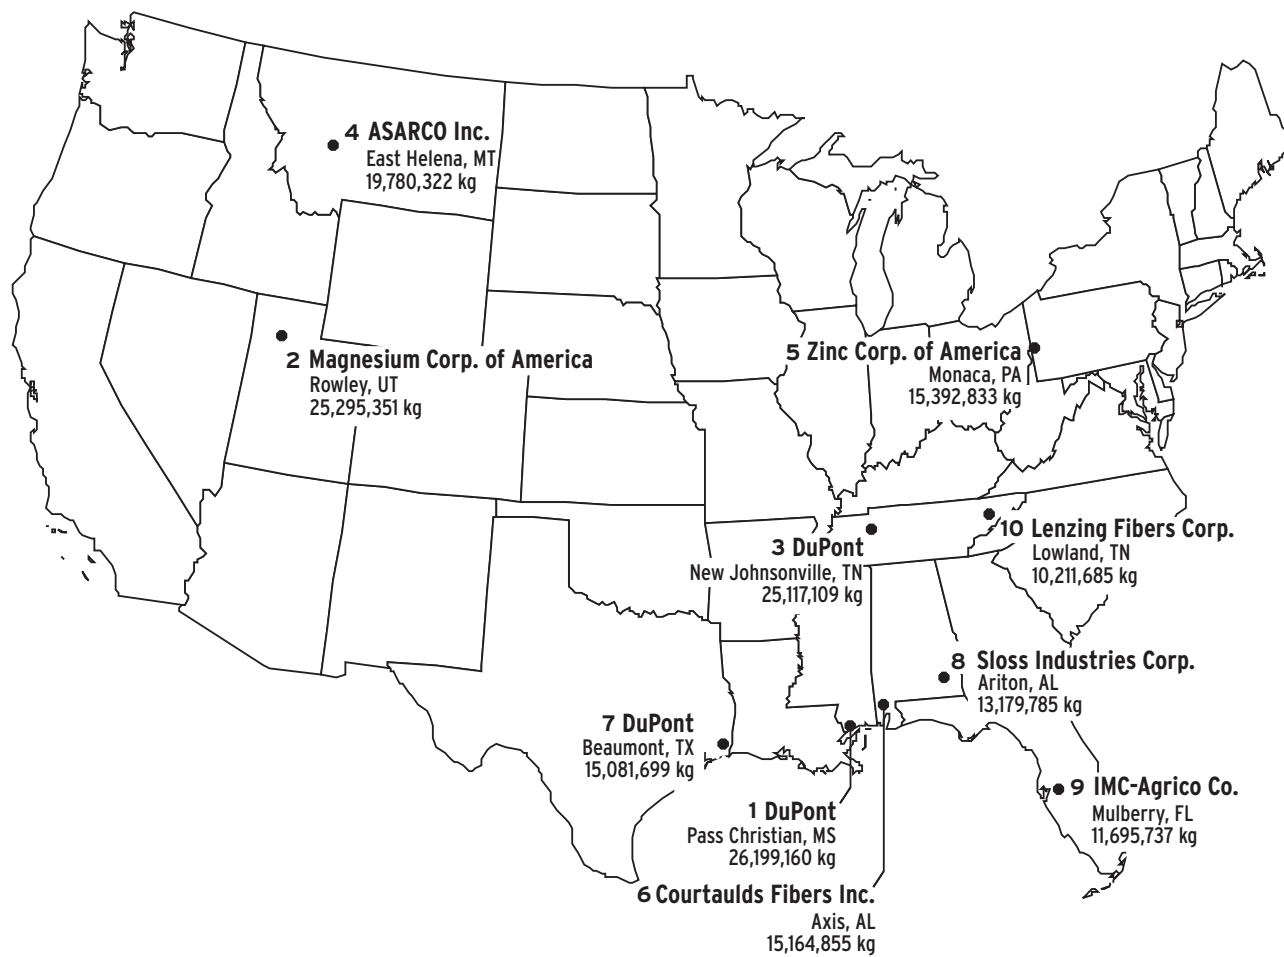 4 ASARCO Inc.
East Helena, MT
19,780,322 kg
2 Magnesium Corp. of America
Rowley, UT
25,295,351 kg
5 Zinc Corp. of America
Monaca, PA
15,392,833 kg
10 Lenzing Fibers Corp.
Lowland, TN
10,211,685 kg
3 DuPont
New Johnsonville, TN
25,117,109 kg
8 Sloss Industries Corp.
Ariton, AL
13,179,785 kg
7 DuPont
Beaumont, TX
15,081,699 kg
9 IMC-Agrico Co.
Mulberry, FL
11,695,737 kg
1 DuPont
Pass Christian, MS
26,199,160 kg
6 Courtaulds Fibers Inc.
Axis, AL
15,164,855 kg